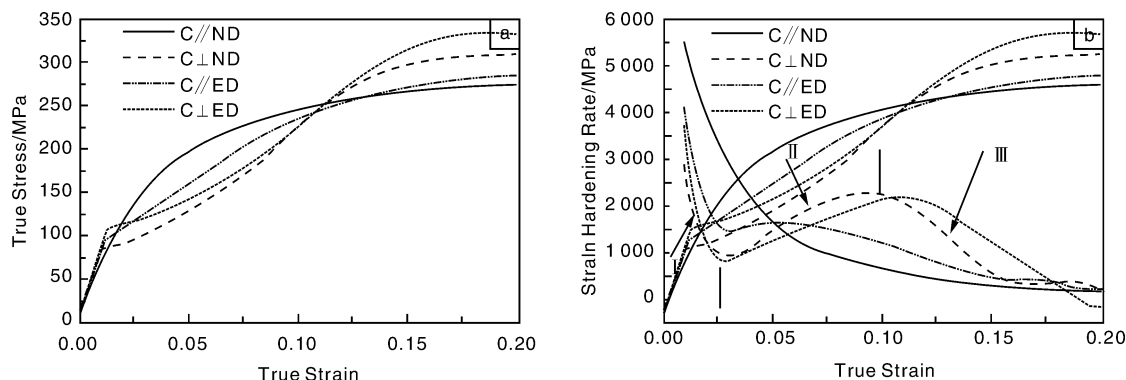 350
300
250
200
150
100
50
0
True Stress/MPa
a
C//ND
C⊥ND
C//ED
C⊥ED
0.00 0.05 0.10 0.15 0.20
True Strain
6 000
5 000
4 000
3 000
2 000
1 000
0
Strain Hardening Rate/MPa
b
C//ND
C⊥ND
C//ED
C⊥ED
Ⅱ
Ⅲ
Ⅰ
0.00 0.05 0.10 0.15 0.20
True Strain